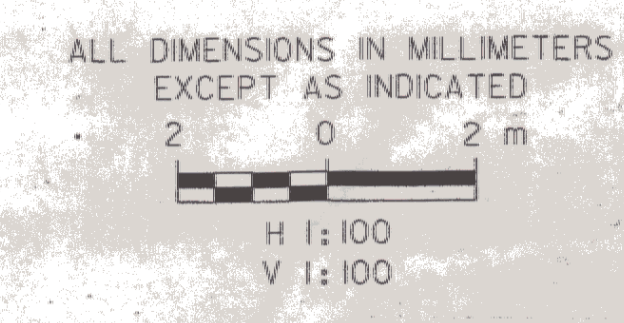 ALL DIMENSIONS IN MILLIMETERS
EXCEPT AS INDICATED
2 0 2 m
H 1:100
V 1:100